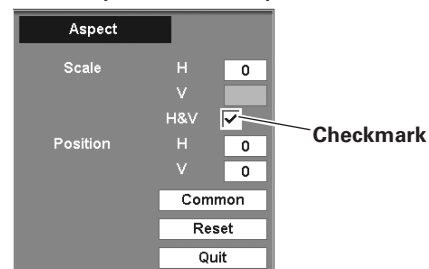 Aspect
Scale H 0
V
H&V
Checkmark
Position H 0
V 0
Common
Reset
Quit